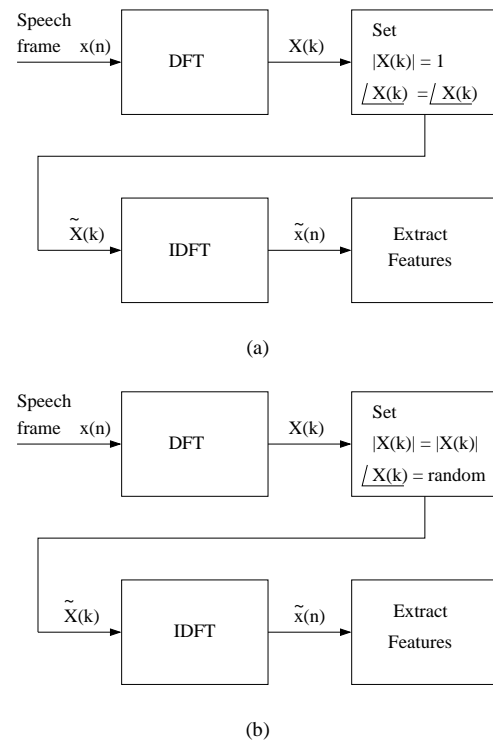 Speech
frame x(n)
DFT
X(k)
Set
|X(k)| = 1
∠X(k) = ∠X(k)
X̃(k)
IDFT
x̃(n)
Extract
Features
(a)
Speech
frame x(n)
DFT
X(k)
Set
|X(k)| = |X(k)|
∠X(k) = random
X̃(k)
IDFT
x̃(n)
Extract
Features
(b)